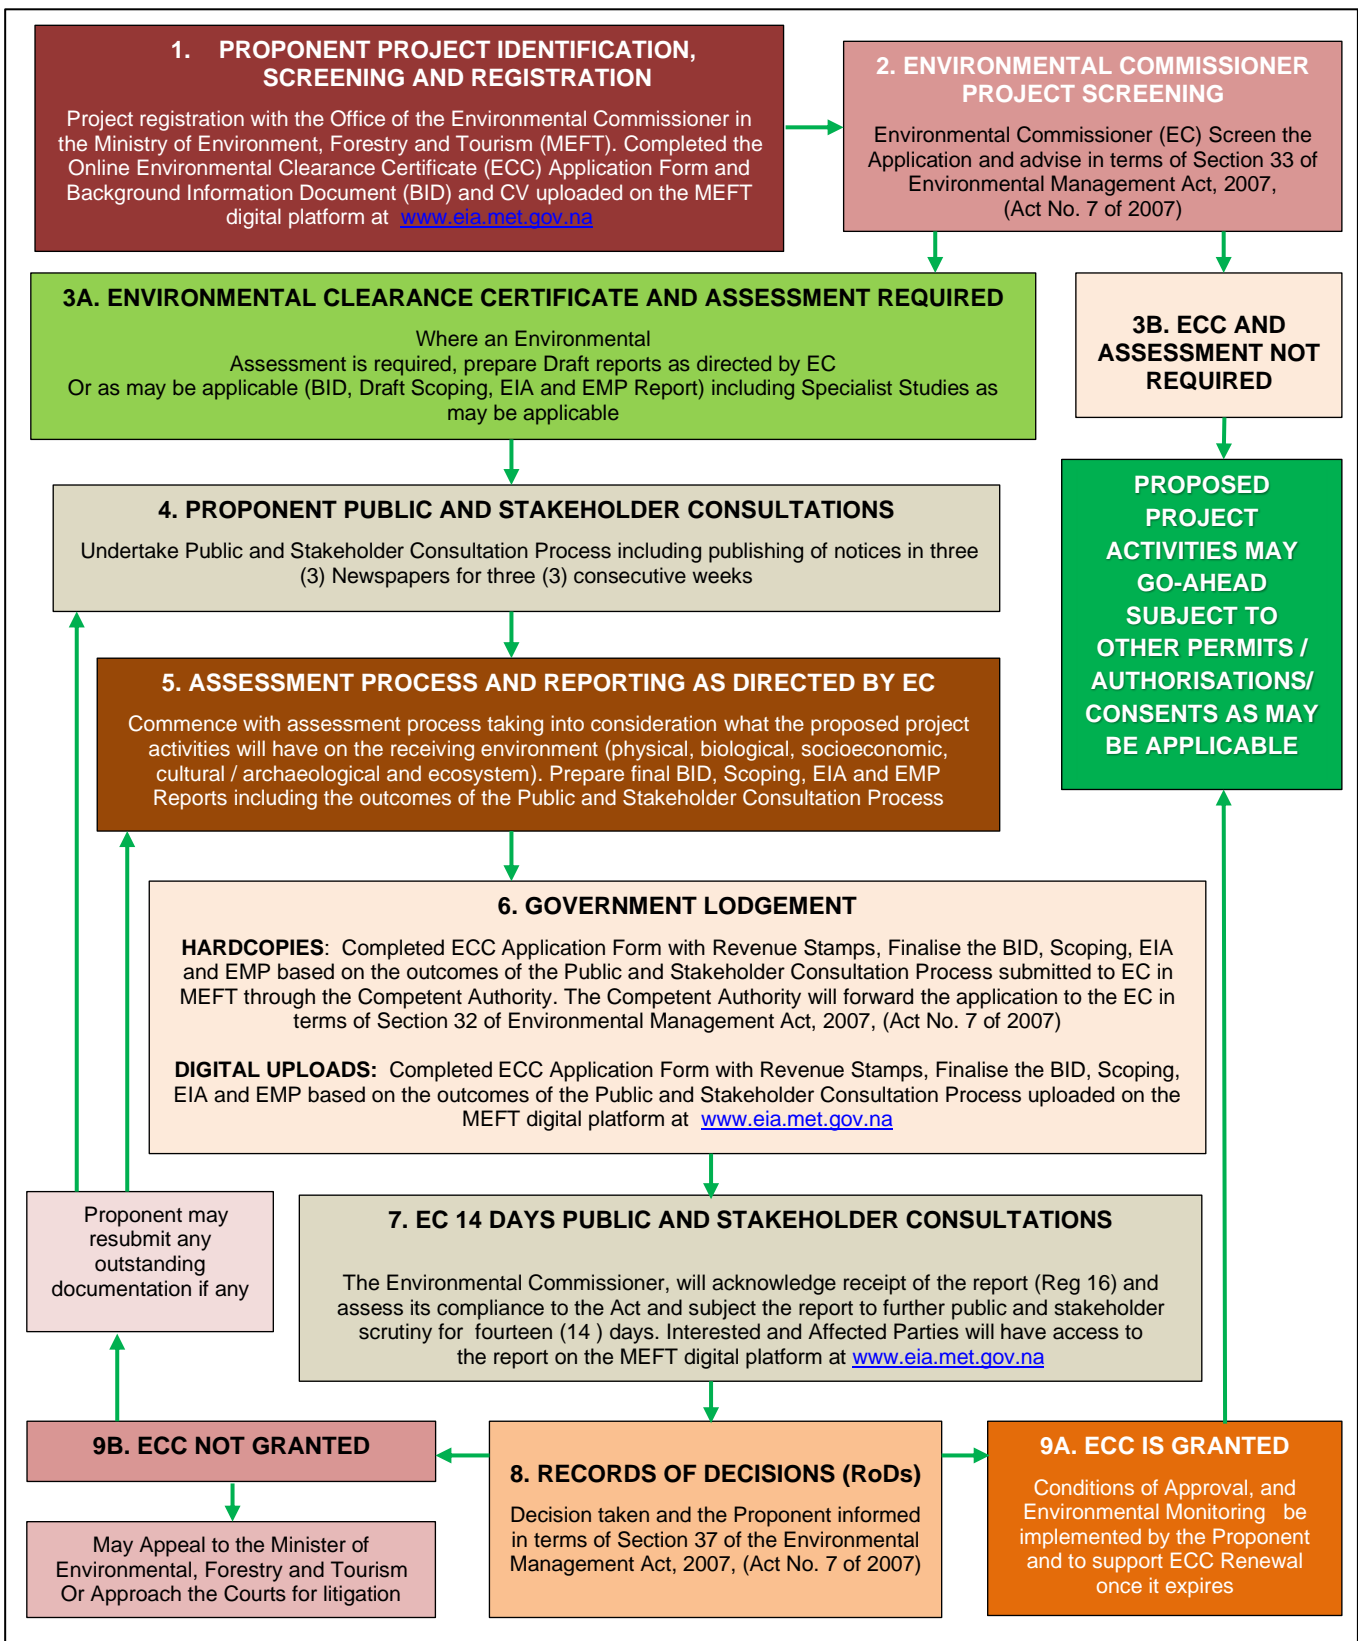 1. PROPONENT PROJECT IDENTIFICATION,
SCREENING AND REGISTRATION
Project registration with the Office of the Environmental Commissioner in
the Ministry of Environment, Forestry and Tourism (MEFT). Completed the
Online Environmental Clearance Certificate (ECC) Application Form and
Background Information Document (BID) and CV uploaded on the MEFT
digital platform at www.eia.met.gov.na
2. ENVIRONMENTAL COMMISSIONER
PROJECT SCREENING
Environmental Commissioner (EC) Screen the
Application and advise in terms of Section 33 of
Environmental Management Act, 2007,
(Act No. 7 of 2007)
3A. ENVIRONMENTAL CLEARANCE CERTIFICATE AND ASSESSMENT REQUIRED
Where an Environmental
Assessment is required, prepare Draft reports as directed by EC
Or as may be applicable (BID, Draft Scoping, EIA and EMP Report) including Specialist Studies as
may be applicable
3B. ECC AND
ASSESSMENT NOT
REQUIRED
4. PROPONENT PUBLIC AND STAKEHOLDER CONSULTATIONS
Undertake Public and Stakeholder Consultation Process including publishing of notices in three
(3) Newspapers for three (3) consecutive weeks
PROPOSED
PROJECT
ACTIVITIES MAY
GO-AHEAD
SUBJECT TO
OTHER PERMITS /
AUTHORISATIONS/
CONSENTS AS MAY
BE APPLICABLE
5. ASSESSMENT PROCESS AND REPORTING AS DIRECTED BY EC
Commence with assessment process taking into consideration what the proposed project
activities will have on the receiving environment (physical, biological, socioeconomic,
cultural / archaeological and ecosystem). Prepare final BID, Scoping, EIA and EMP
Reports including the outcomes of the Public and Stakeholder Consultation Process
6. GOVERNMENT LODGEMENT
HARDCOPIES: Completed ECC Application Form with Revenue Stamps, Finalise the BID, Scoping, EIA
and EMP based on the outcomes of the Public and Stakeholder Consultation Process submitted to EC in
MEFT through the Competent Authority. The Competent Authority will forward the application to the EC in
terms of Section 32 of Environmental Management Act, 2007, (Act No. 7 of 2007)
DIGITAL UPLOADS: Completed ECC Application Form with Revenue Stamps, Finalise the BID, Scoping,
EIA and EMP based on the outcomes of the Public and Stakeholder Consultation Process uploaded on the
MEFT digital platform at www.eia.met.gov.na
Proponent may
resubmit any
outstanding
documentation if any
7. EC 14 DAYS PUBLIC AND STAKEHOLDER CONSULTATIONS
The Environmental Commissioner, will acknowledge receipt of the report (Reg 16) and
assess its compliance to the Act and subject the report to further public and stakeholder
scrutiny for fourteen (14 ) days. Interested and Affected Parties will have access to
the report on the MEFT digital platform at www.eia.met.gov.na
9B. ECC NOT GRANTED
May Appeal to the Minister of
Environmental, Forestry and Tourism
Or Approach the Courts for litigation
8. RECORDS OF DECISIONS (RoDs)
Decision taken and the Proponent informed
in terms of Section 37 of the Environmental
Management Act, 2007, (Act No. 7 of 2007)
9A. ECC IS GRANTED
Conditions of Approval, and
Environmental Monitoring be
implemented by the Proponent
and to support ECC Renewal
once it expires